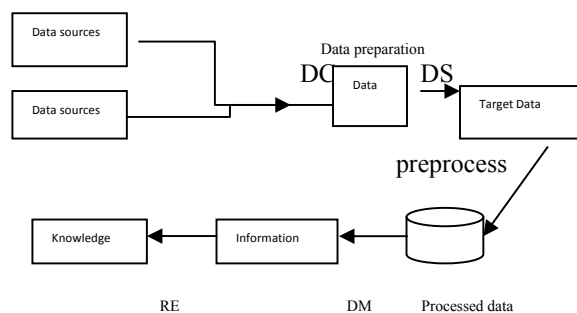 Data sources
Data preparation
DC
DS
Data
Target Data
Data sources
preprocess
Knowledge
Information
RE
DM
Processed data